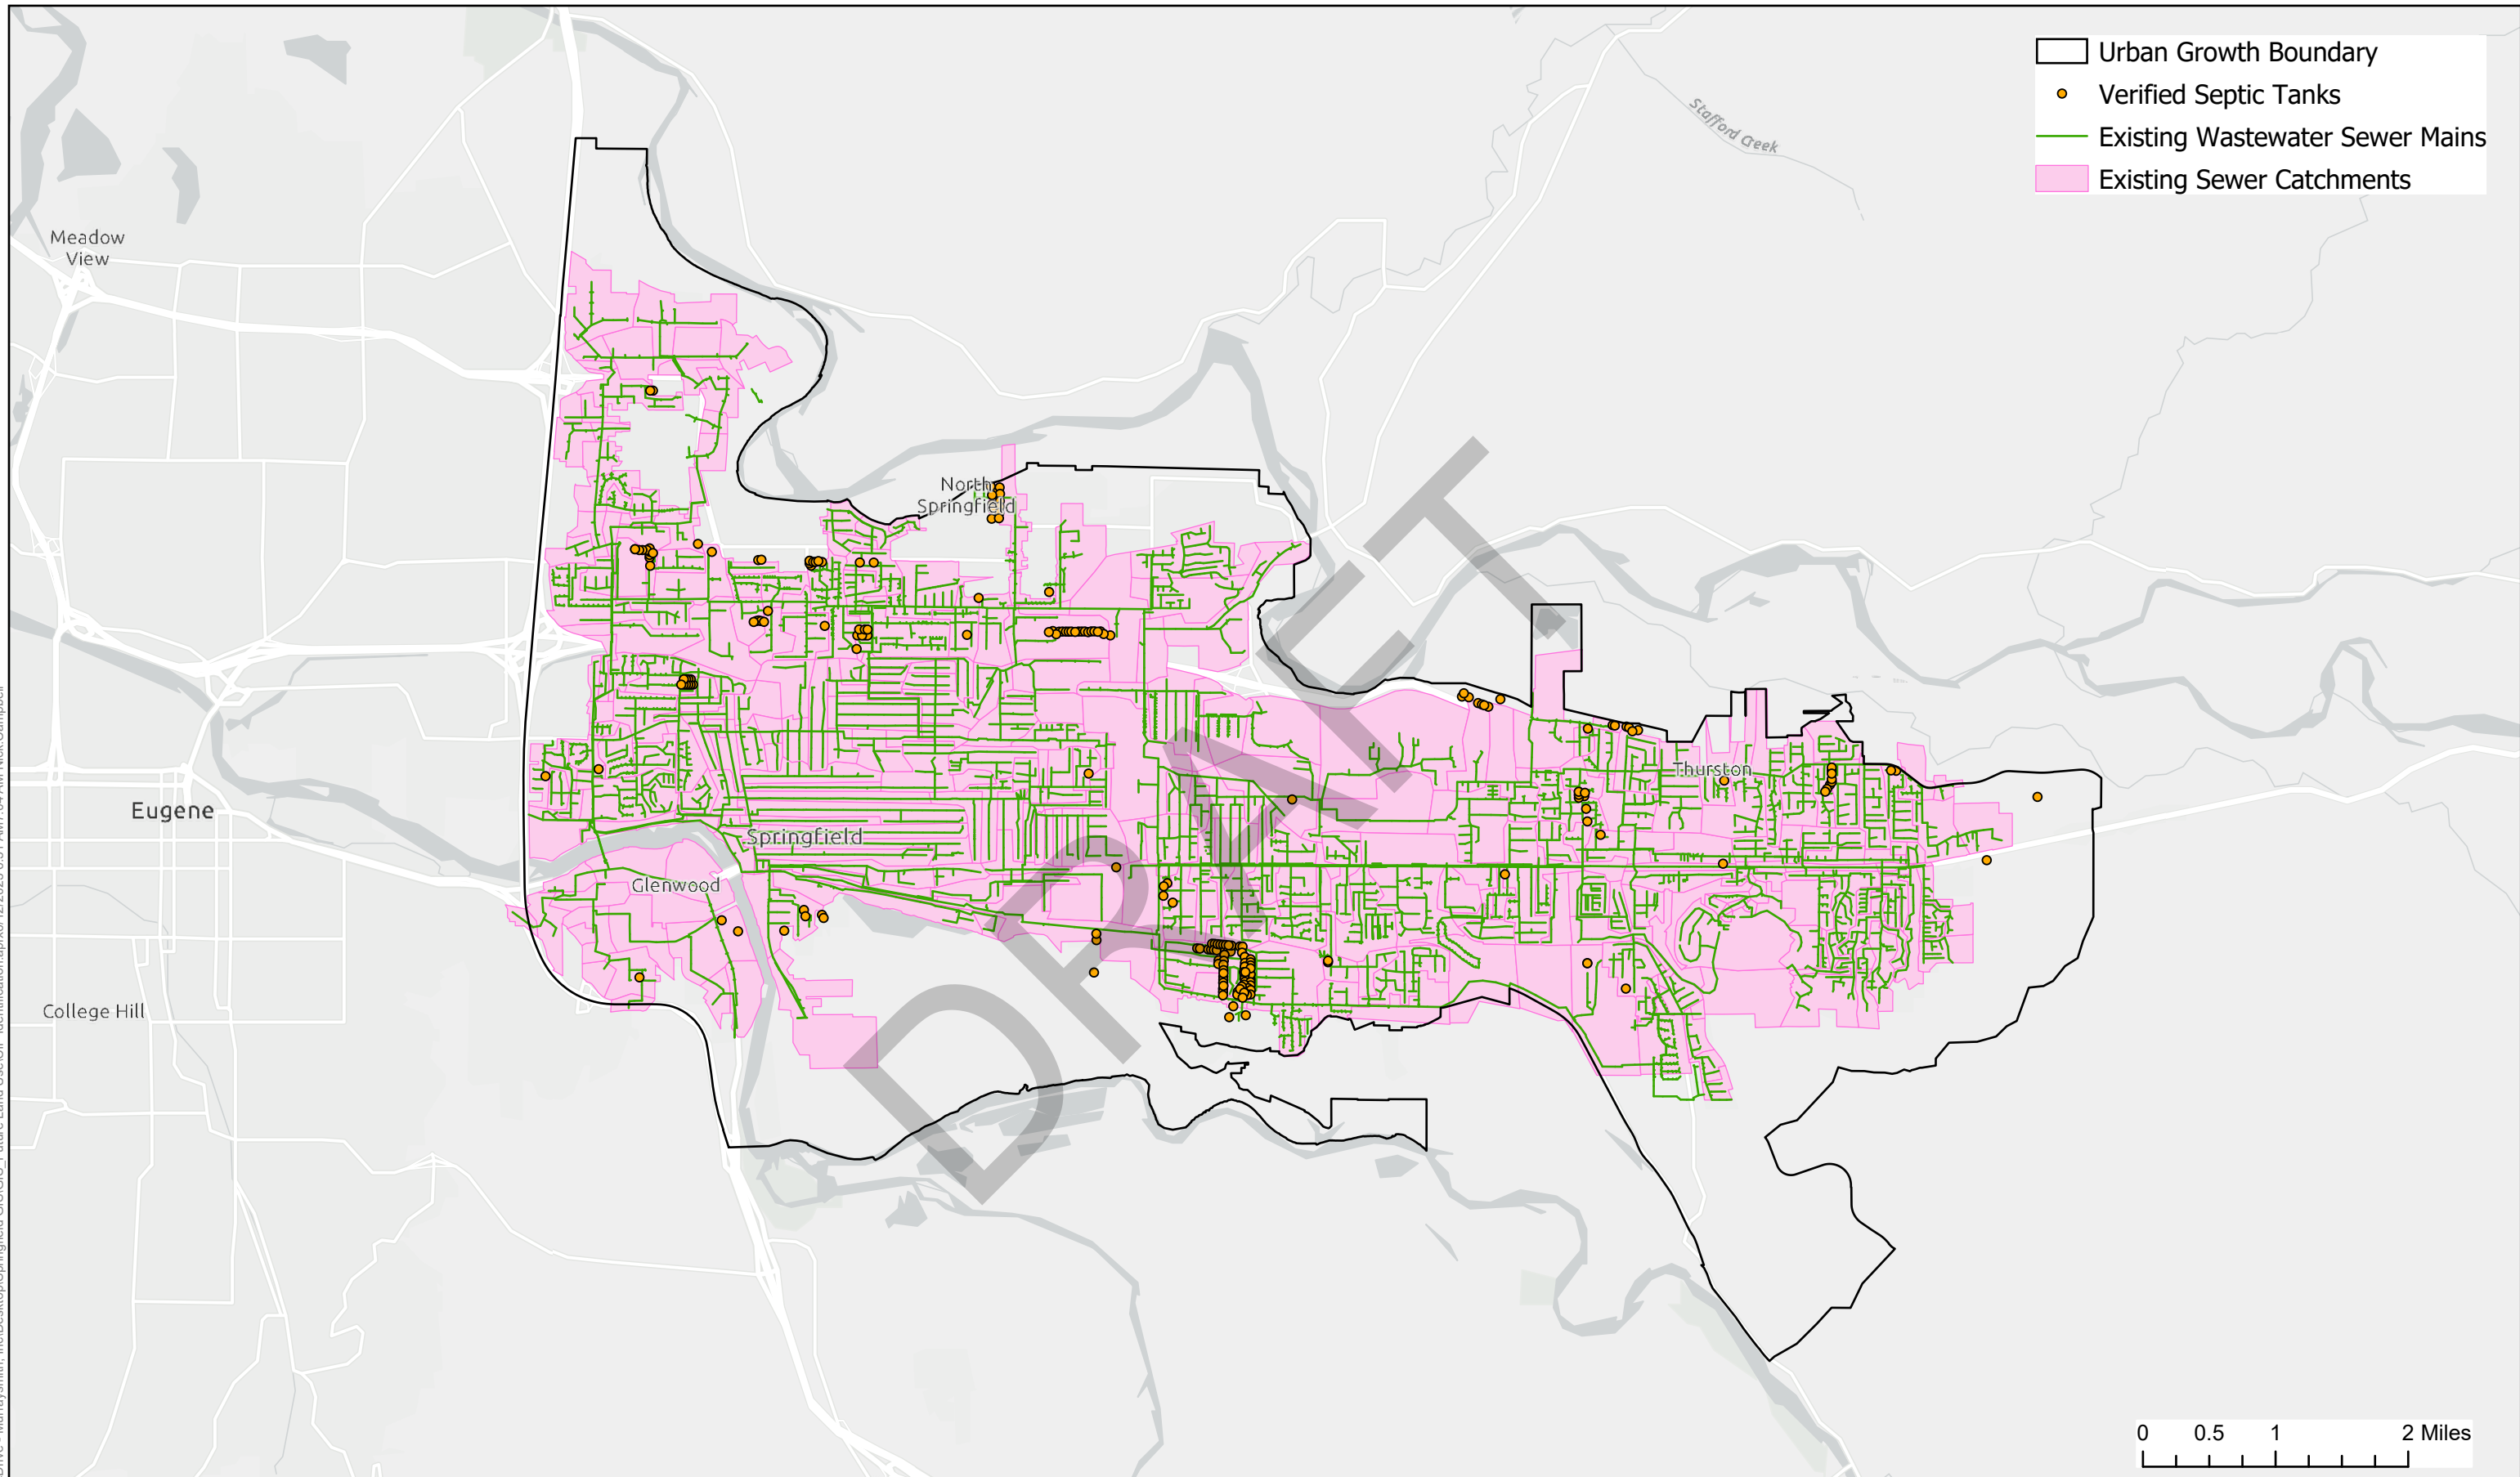 Urban Growth Boundary
Verified Septic Tanks
Existing Wastewater Sewer Mains
Existing Sewer Catchments
Stafford Creek
Meadow
View
North
Springfield
Thurston
Eugene
Springfield
Glenwood
College Hill
DRAFT
0 0.5 1 2 Miles